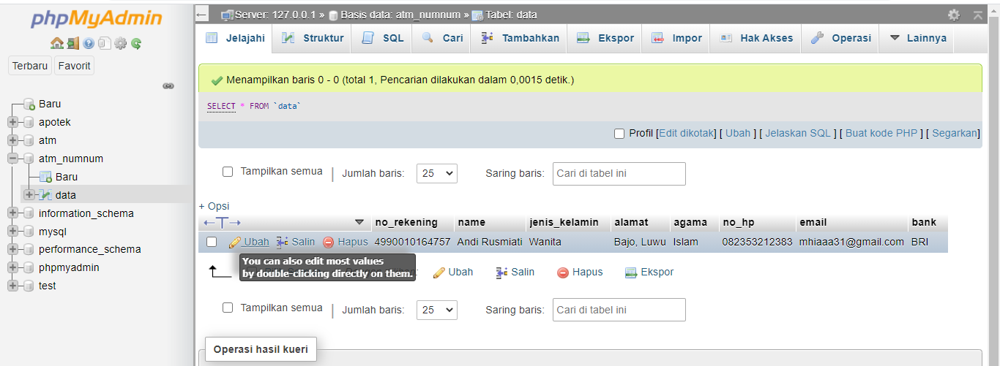 phpMyAdmin
Terbaru Favorit
Baru
apotek
atm
atm_numnum
Baru
data
information_schema
mysql
performance_schema
phpmyadmin
test
Server: 127.0.0.1 » Basis data: atm_numnum » Tabel: data
Jelajahi Struktur SQL Cari Tambahkan Ekspor Impor Hak Akses Operasi Lainnya
Menampilkan baris 0 - 0 (total 1, Pencarian dilakukan dalam 0,0015 detik.)
SELECT * FROM `data`
Profil [Edit dikotak] [ Ubah ] [ Jelaskan SQL ] [ Buat kode PHP ] [ Segarkan]
Tampilkan semua | Jumlah baris: 25 Saring baris: Cari di tabel ini
+ Opsi
←T→ no_rekening name jenis_kelamin alamat agama no_hp email bank
Ubah Salin Hapus 4990010164757 Andi Rusmiati Wanita Bajo, Luwu Islam 082353212383 mhiaaa31@gmail.com BRI
You can also edit most values
by double-clicking directly on them.
Ubah Salin Hapus Ekspor
Tampilkan semua | Jumlah baris: 25 Saring baris: Cari di tabel ini
Operasi hasil kueri